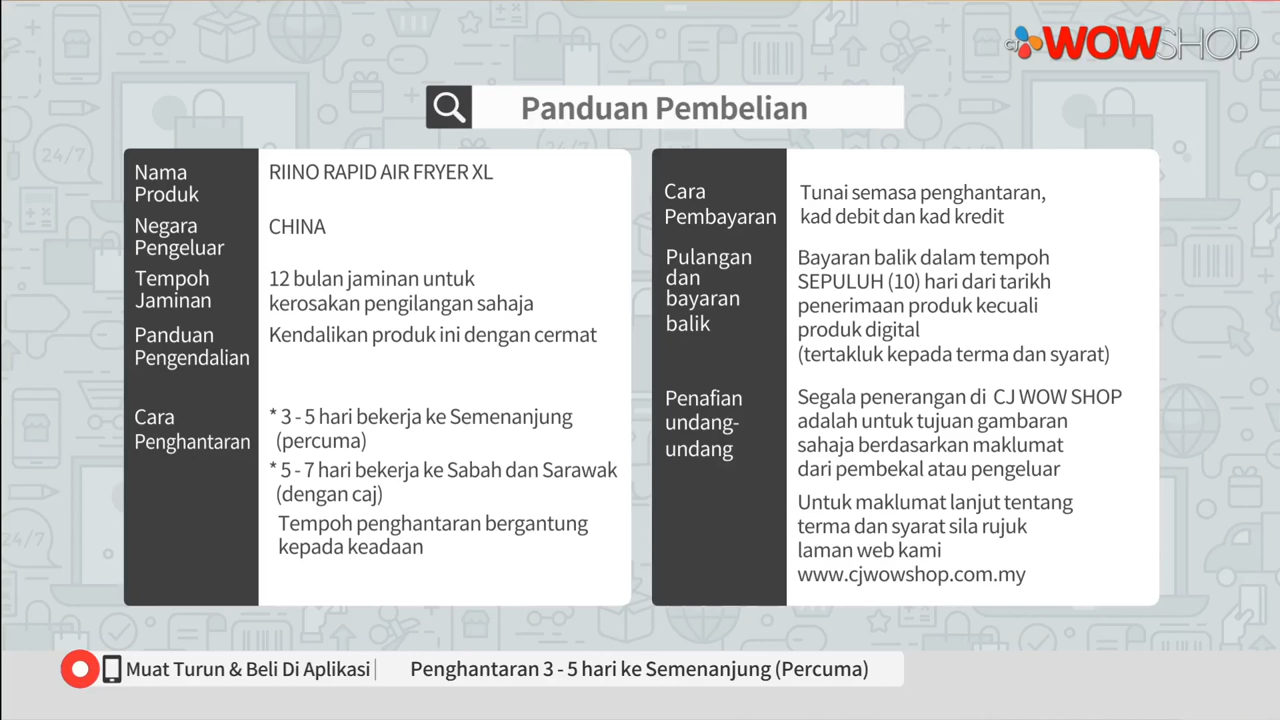 CJ WOWSHOP
Panduan Pembelian
Nama
Produk
RIINO RAPID AIR FRYER XL
Negara
Pengeluar
CHINA
Tempoh
Jaminan
12 bulan jaminan untuk
kerosakan pengilangan sahaja
Panduan
Pengendalian
Kendalikan produk ini dengan cermat
Cara
Penghantaran
* 3 - 5 hari bekerja ke Semenanjung
(percuma)
* 5 - 7 hari bekerja ke Sabah dan Sarawak
(dengan caj)
Tempoh penghantaran bergantung
kepada keadaan
Cara
Pembayaran
Tunai semasa penghantaran,
kad debit dan kad kredit
Pulangan
dan
bayaran
balik
Bayaran balik dalam tempoh
SEPULUH (10) hari dari tarikh
penerimaan produk kecuali
produk digital
(tertakluk kepada terma dan syarat)
Penafian
undang-
undang
Segala penerangan di CJ WOW SHOP
adalah untuk tujuan gambaran
sahaja berdasarkan maklumat
dari pembekal atau pengeluar
Untuk maklumat lanjut tentang
terma dan syarat sila rujuk
laman web kami
www.cjwowshop.com.my
24/7
24/7
24/7
Muat Turun & Beli Di Aplikasi | Penghantaran 3 - 5 hari ke Semenanjung (Percuma)